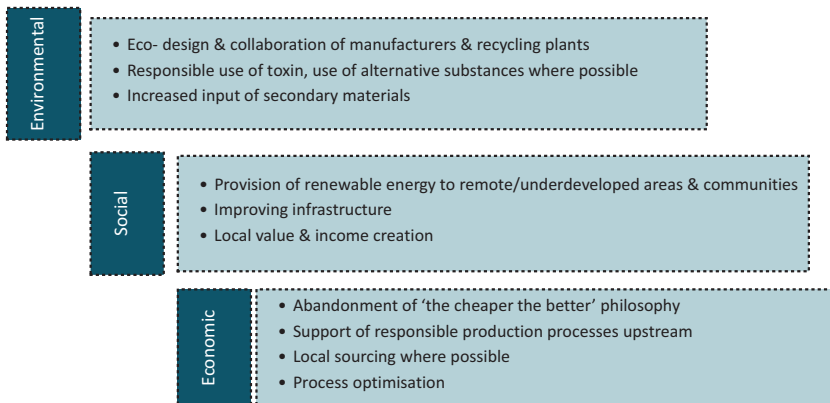 Environmental
• Eco- design & collaboration of manufacturers & recycling plants
• Responsible use of toxin, use of alternative substances where possible
• Increased input of secondary materials
Social
• Provision of renewable energy to remote/underdeveloped areas & communities
• Improving infrastructure
• Local value & income creation
Economic
• Abandonment of ‘the cheaper the better’ philosophy
• Support of responsible production processes upstream
• Local sourcing where possible
• Process optimisation